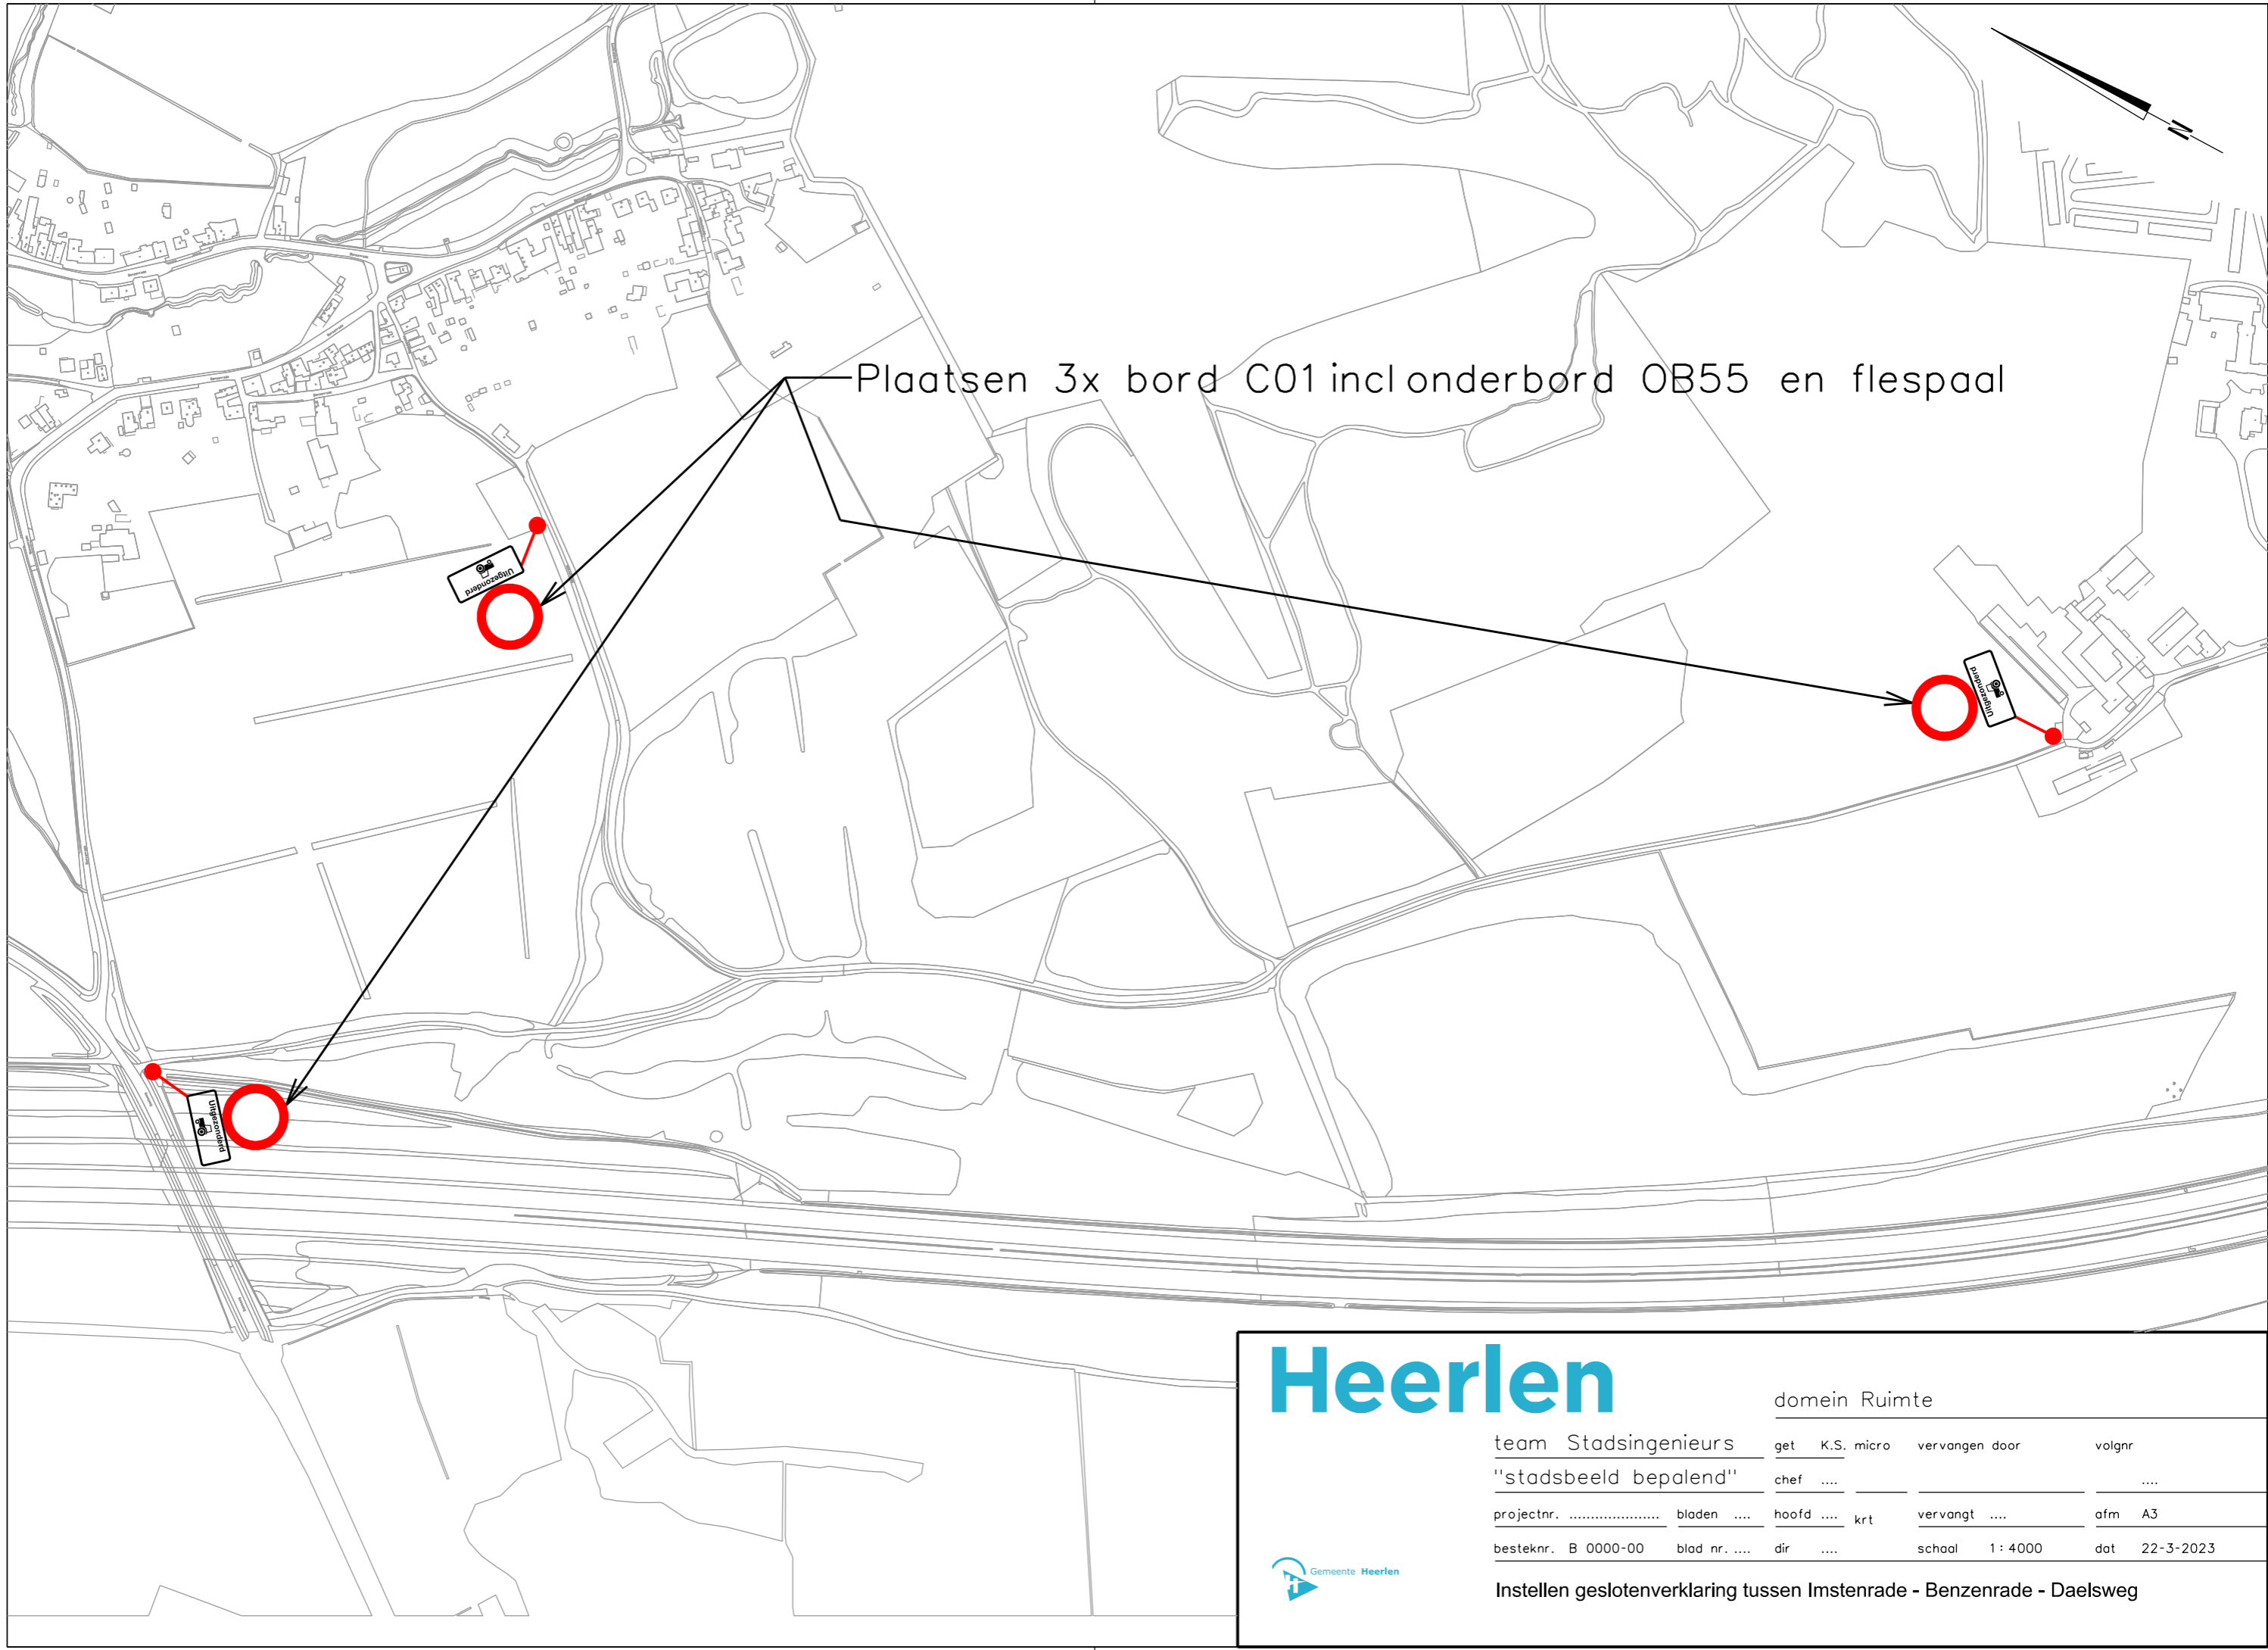 N
Plaatsen 3x bord C01 incl onderbord OB55 en flespaal
Uitgezonderd
Uitgezonderd
Uitgezonderd
Heerlen
domein Ruimte
team Stadsingenieurs get K.S. micro vervangen door volgnr
"stadsbeeld bepalend" chef .... ....
projectnr. ..................... bladen .... hoofd .... krt vervangt .... afm A3
besteknr. B 0000-00 blad nr. .... dir .... schaal 1:4000 dat 22-3-2023
Gemeente Heerlen
Instellen geslotenverklaring tussen Imstenrade - Benzenrade - Daelsweg